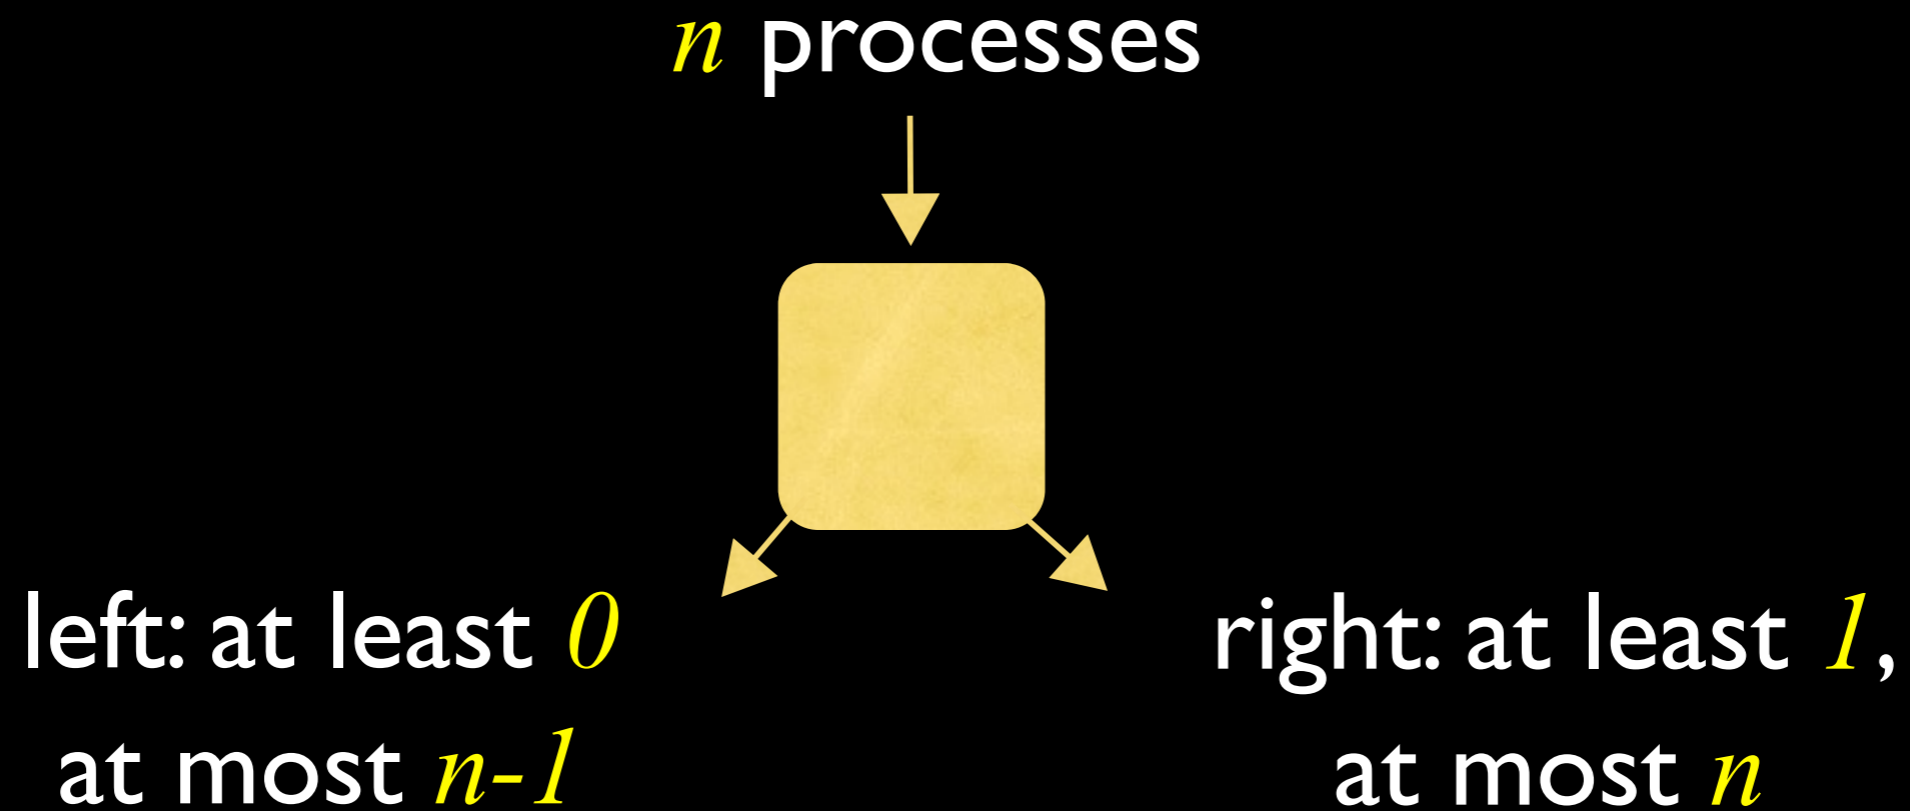 n processes
left: at least 0
at most n-1
right: at least 1,
at most n